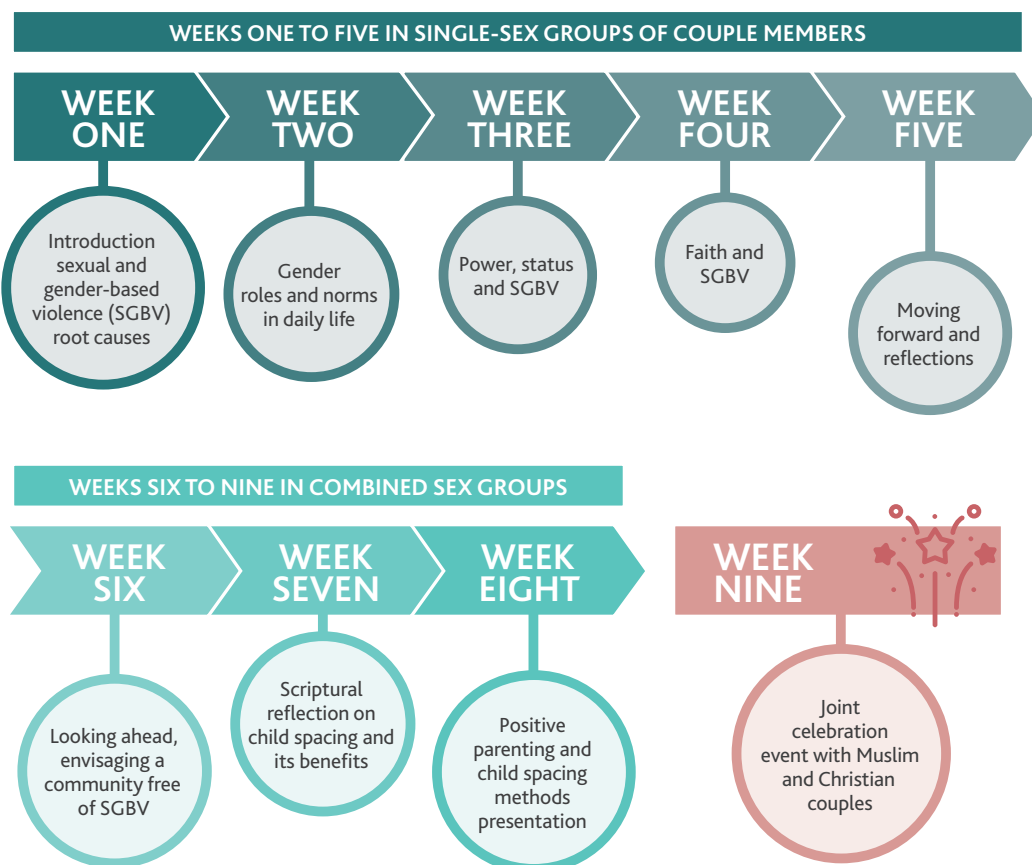 WEEKS ONE TO FIVE IN SINGLE-SEX GROUPS OF COUPLE MEMBERS
WEEK
ONE
WEEK
TWO
WEEK
THREE
WEEK
FOUR
WEEK
FIVE
Introduction
sexual and
gender-based
violence (SGBV)
root causes
Gender
roles and norms
in daily life
Power, status
and SGBV
Faith and
SGBV
Moving
forward and
reflections
WEEKS SIX TO NINE IN COMBINED SEX GROUPS
WEEK
SIX
WEEK
SEVEN
WEEK
EIGHT
WEEK
NINE
Looking ahead,
envisaging a
community free
of SGBV
Scriptural
reflection on
child spacing and
its benefits
Positive
parenting and
child spacing
methods
presentation
Joint
celebration
event with Muslim
and Christian
couples